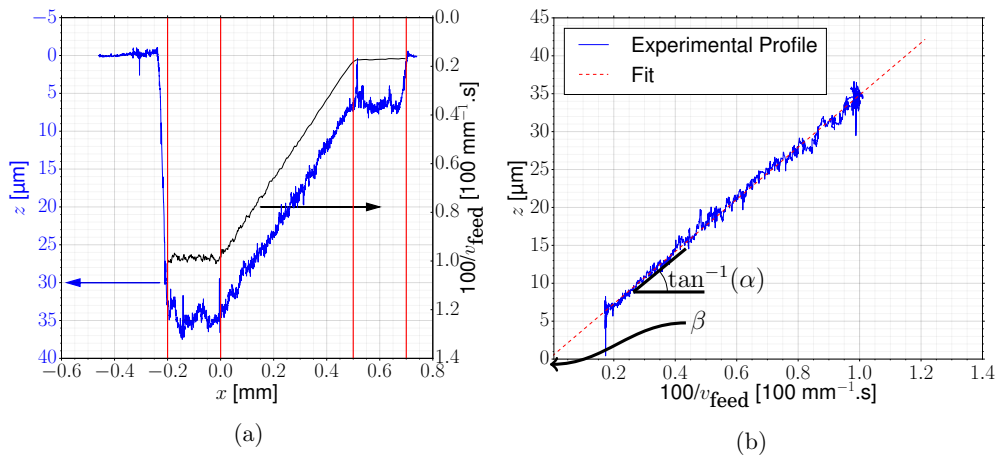 −5
0
5
10
15
20
25
30
35
40
z [µm]
−0.6 −0.4 −0.2 0.0 0.2 0.4 0.6 0.8
x [mm]
0.0
0.2
0.4
0.6
0.8
1.0
1.2
1.4
100/vfeed [100 mm−1.s]
(a)
45
40
35
30
25
20
15
10
5
0
z [µm]
Experimental Profile
Fit
tan−1(α)
β
0.2 0.4 0.6 0.8 1.0 1.2 1.4
100/vfeed [100 mm−1.s]
(b)